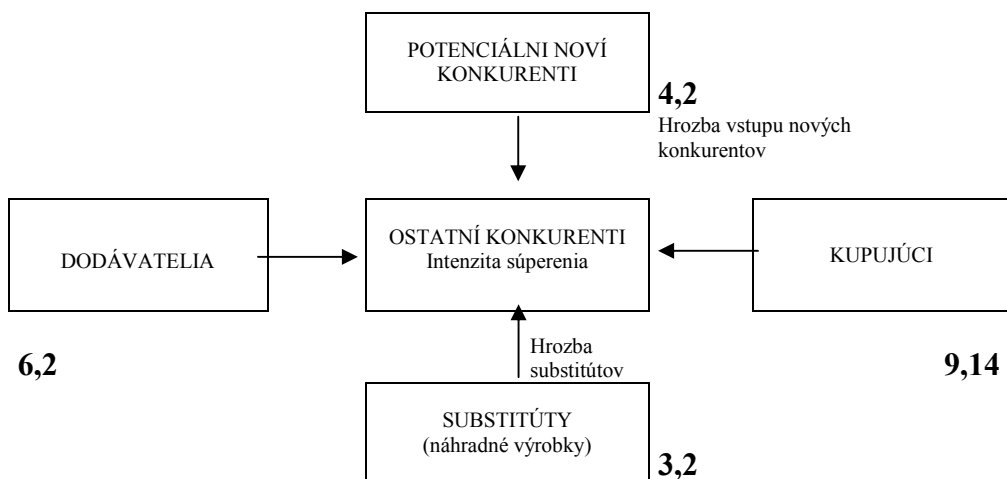 POTENCIÁLNI NOVÍ
KONKURENTI
4,2
Hrozba vstupu nových
konkurentov
DODÁVATELIA
OSTATNÍ KONKURENTI
Intenzita súperenia
KUPUJÚCI
6,2
Hrozba
substitútov
9,14
SUBSTITÚTY
(náhradné výrobky)
3,2